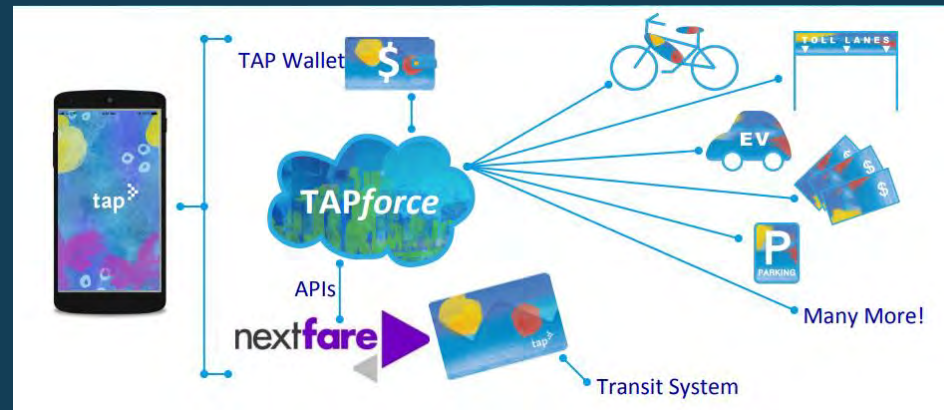 TAP Wallet
$
TOLL LANES
EV
tap
TAPforce
$
$
$
P
PARKING
APIs
Many More!
nextfare
tap
Transit System